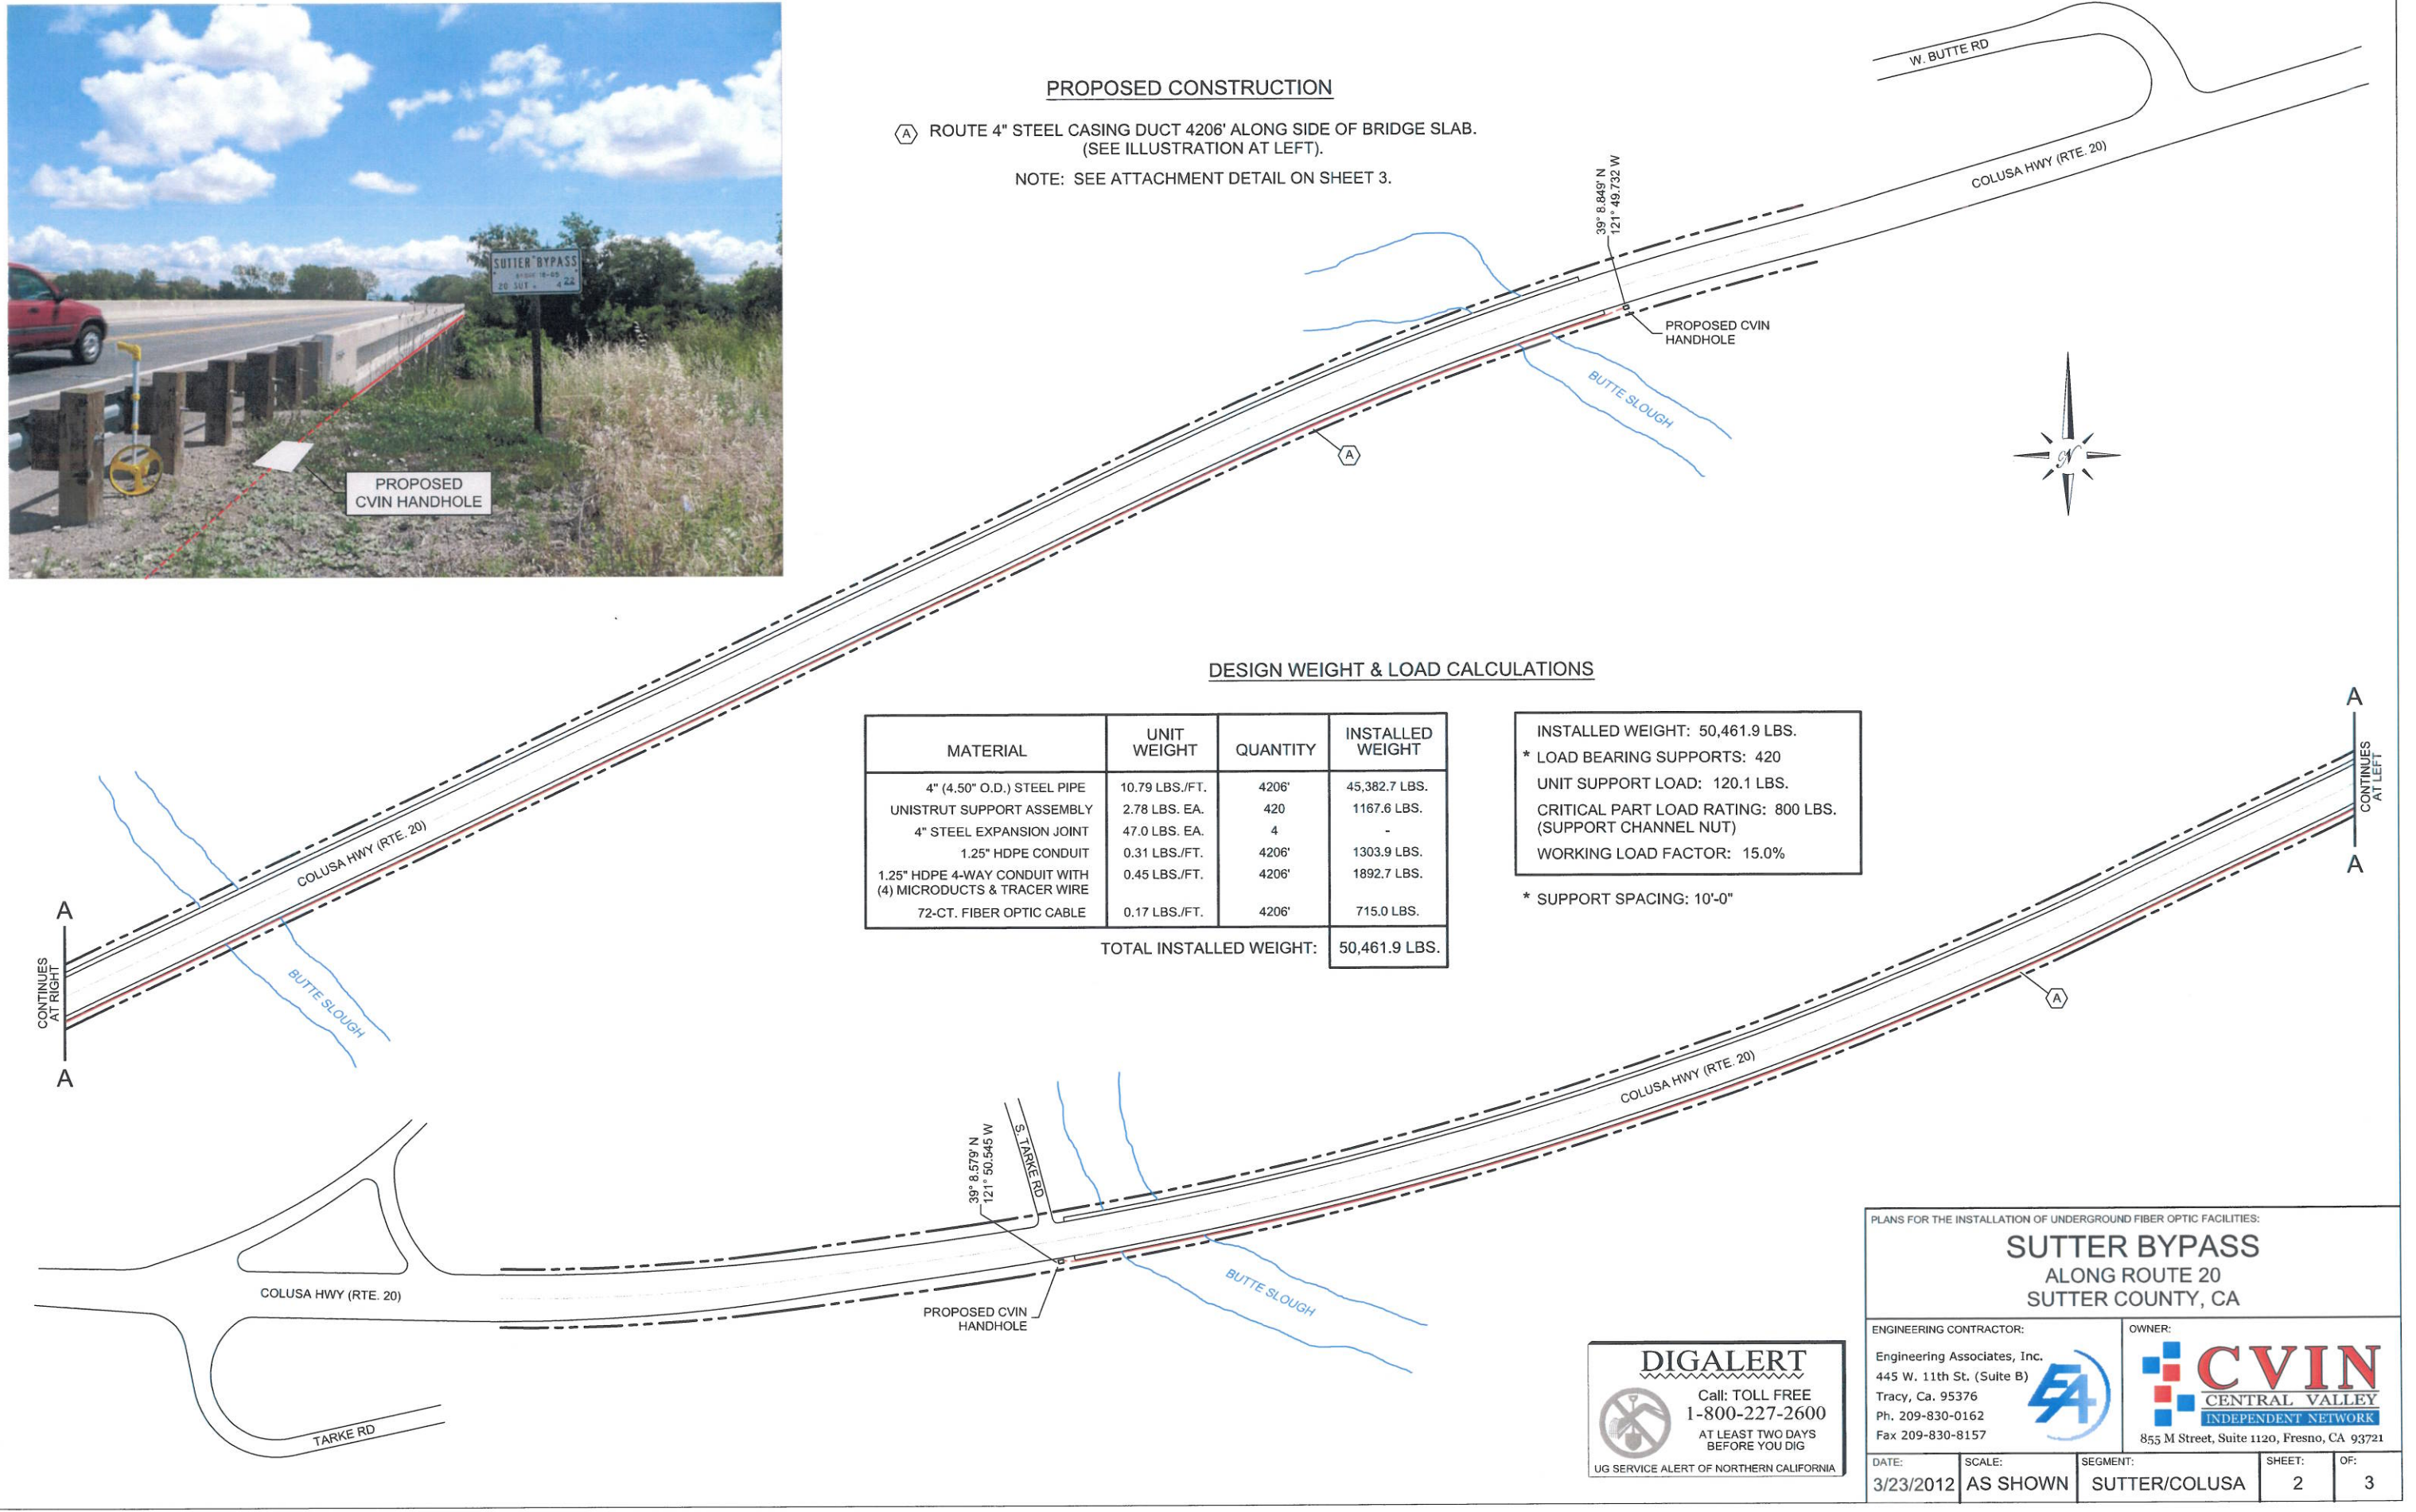 SUTTER BYPASS
20 SUT 4 22
PROPOSED
CVIN HANDHOLE
PROPOSED CONSTRUCTION
A ROUTE 4" STEEL CASING DUCT 4206' ALONG SIDE OF BRIDGE SLAB.
(SEE ILLUSTRATION AT LEFT).
NOTE: SEE ATTACHMENT DETAIL ON SHEET 3.
W. BUTTE RD
COLUSA HWY (RTE. 20)
39° 8.849' N
121° 49.732 W
PROPOSED CVIN
HANDHOLE
BUTTE SLOUGH
A
N
DESIGN WEIGHT & LOAD CALCULATIONS
MATERIAL UNIT WEIGHT QUANTITY INSTALLED WEIGHT
4" (4.50" O.D.) STEEL PIPE 10.79 LBS./FT. 4206' 45,382.7 LBS.
UNISTRUT SUPPORT ASSEMBLY 2.78 LBS. EA. 420 1167.6 LBS.
4" STEEL EXPANSION JOINT 47.0 LBS. EA. 4 -
1.25" HDPE CONDUIT 0.31 LBS./FT. 4206' 1303.9 LBS.
1.25" HDPE 4-WAY CONDUIT WITH 0.45 LBS./FT. 4206' 1892.7 LBS.
(4) MICRODUCTS & TRACER WIRE
72-CT. FIBER OPTIC CABLE 0.17 LBS./FT. 4206' 715.0 LBS.
TOTAL INSTALLED WEIGHT: 50,461.9 LBS.
INSTALLED WEIGHT: 50,461.9 LBS.
* LOAD BEARING SUPPORTS: 420
UNIT SUPPORT LOAD: 120.1 LBS.
CRITICAL PART LOAD RATING: 800 LBS.
(SUPPORT CHANNEL NUT)
WORKING LOAD FACTOR: 15.0%
* SUPPORT SPACING: 10'-0"
A
CONTINUES
AT LEFT
A
COLUSA HWY (RTE. 20)
A
CONTINUES
AT RIGHT
A
BUTTE SLOUGH
A
COLUSA HWY (RTE. 20)
S. TARKE RD
39° 8.579' N
121° 50.545 W
COLUSA HWY (RTE. 20)
PROPOSED CVIN
HANDHOLE
BUTTE SLOUGH
TARKE RD
DIGALERT
Call: TOLL FREE
1-800-227-2600
AT LEAST TWO DAYS
BEFORE YOU DIG
UG SERVICE ALERT OF NORTHERN CALIFORNIA
PLANS FOR THE INSTALLATION OF UNDERGROUND FIBER OPTIC FACILITIES:
SUTTER BYPASS
ALONG ROUTE 20
SUTTER COUNTY, CA
ENGINEERING CONTRACTOR:
Engineering Associates, Inc.
445 W. 11th St. (Suite B)
Tracy, Ca. 95376
Ph. 209-830-0162
Fax 209-830-8157
EA
OWNER:
CVIN
CENTRAL VALLEY
INDEPENDENT NETWORK
855 M Street, Suite 1120, Fresno, CA 93721
DATE: SCALE: SEGMENT: SHEET: OF:
3/23/2012 AS SHOWN SUTTER/COLUSA 2 3